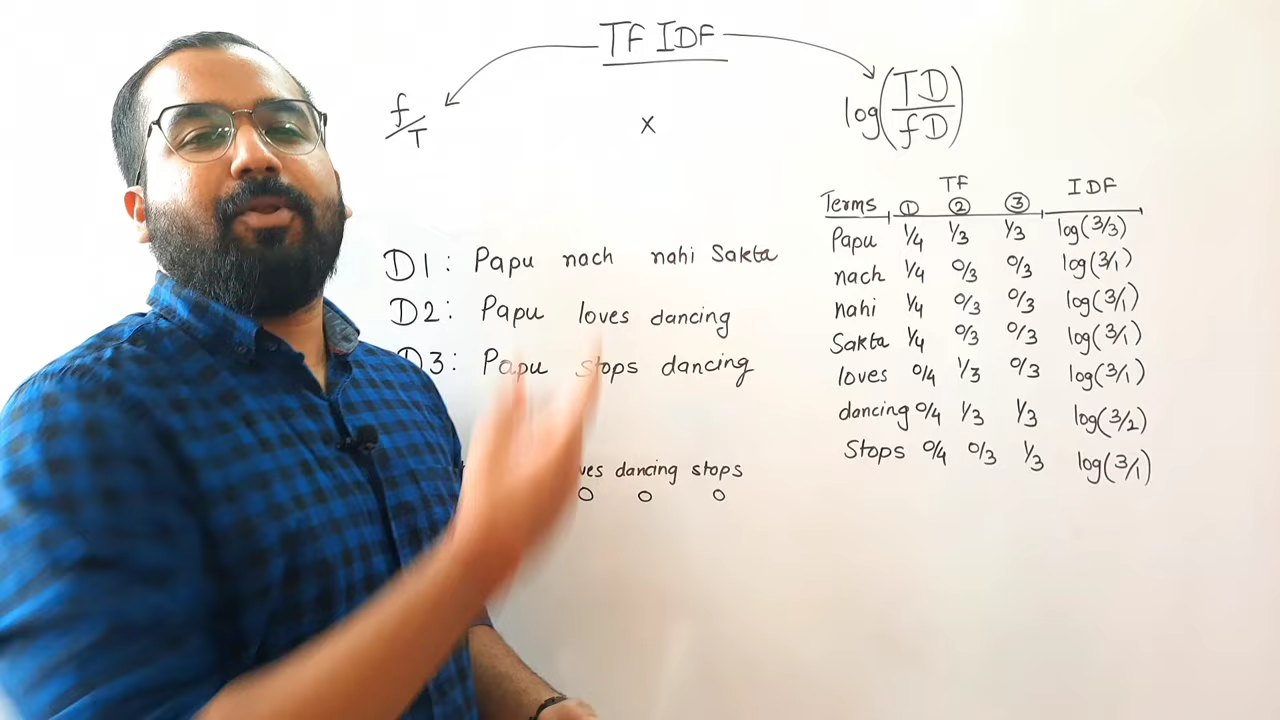 TF IDF
f/T x log(TD/fD)
D1: Papu nach nahi Sakta
D2: Papu loves dancing
D3: Papu stops dancing
dancing stops
0 0 0
TF IDF
Terms ① ② ③
Papu 1/4 1/3 1/3 log(3/3)
nach 1/4 0/3 0/3 log(3/1)
nahi 1/4 0/3 0/3 log(3/1)
Sakta 1/4 0/3 0/3 log(3/1)
loves 0/4 1/3 0/3 log(3/1)
dancing 0/4 1/3 1/3 log(3/2)
Stops 0/4 0/3 1/3 log(3/1)